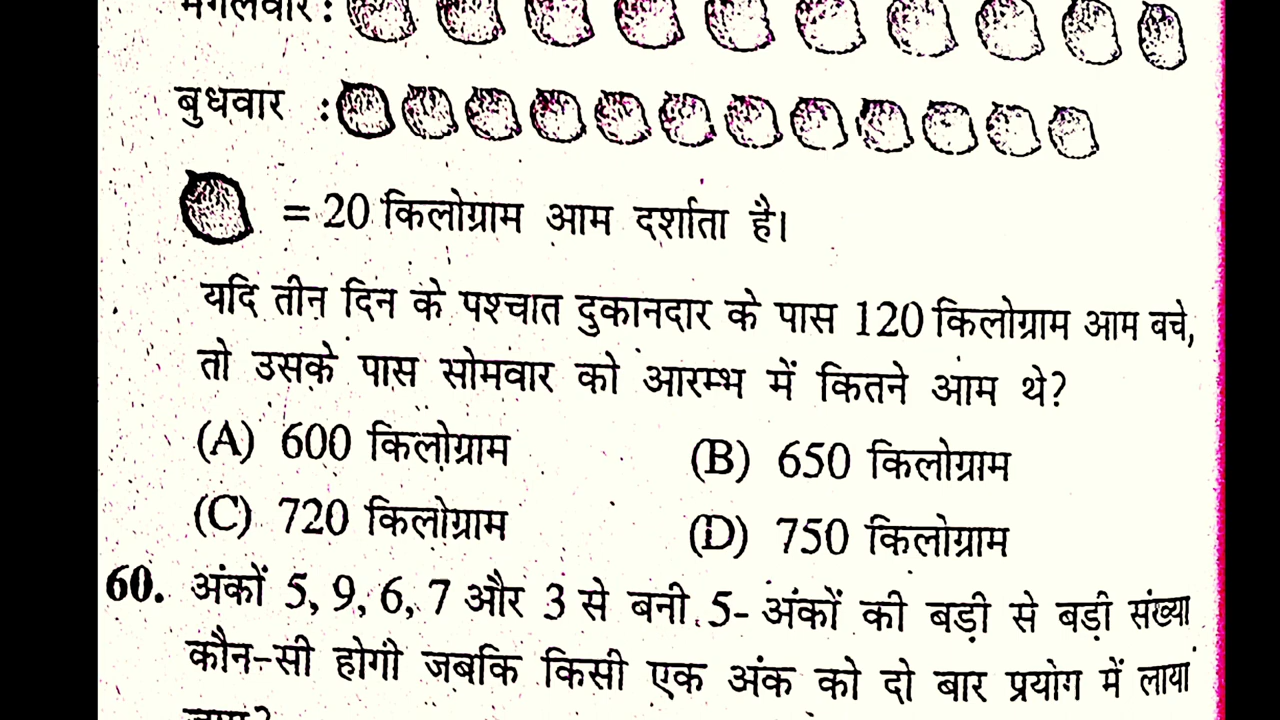 मंगलवार :
बुधवार :
= 20 किलोग्राम आम दर्शाता है।
यदि तीन दिन के पश्चात दुकानदार के पास 120 किलोग्राम आम बचे,
तो उसके पास सोमवार को आरम्भ में कितने आम थे?
(A) 600 किलोग्राम (B) 650 किलोग्राम
(C) 720 किलोग्राम (D) 750 किलोग्राम
60. अंकों 5, 9, 6, 7 और 3 से बनी 5- अंकों की बड़ी से बड़ी संख्या
कौन-सी होगी जबकि किसी एक अंक को दो बार प्रयोग में लाया